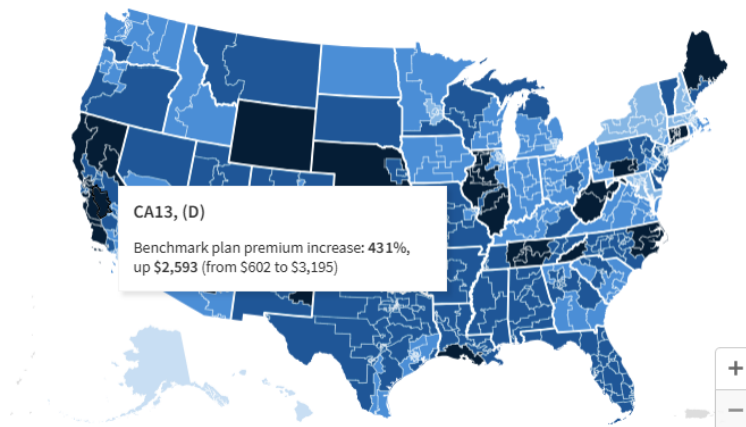 CA13, (D)
Benchmark plan premium increase: 431%,
up $2,593 (from $602 to $3,195)
+
−